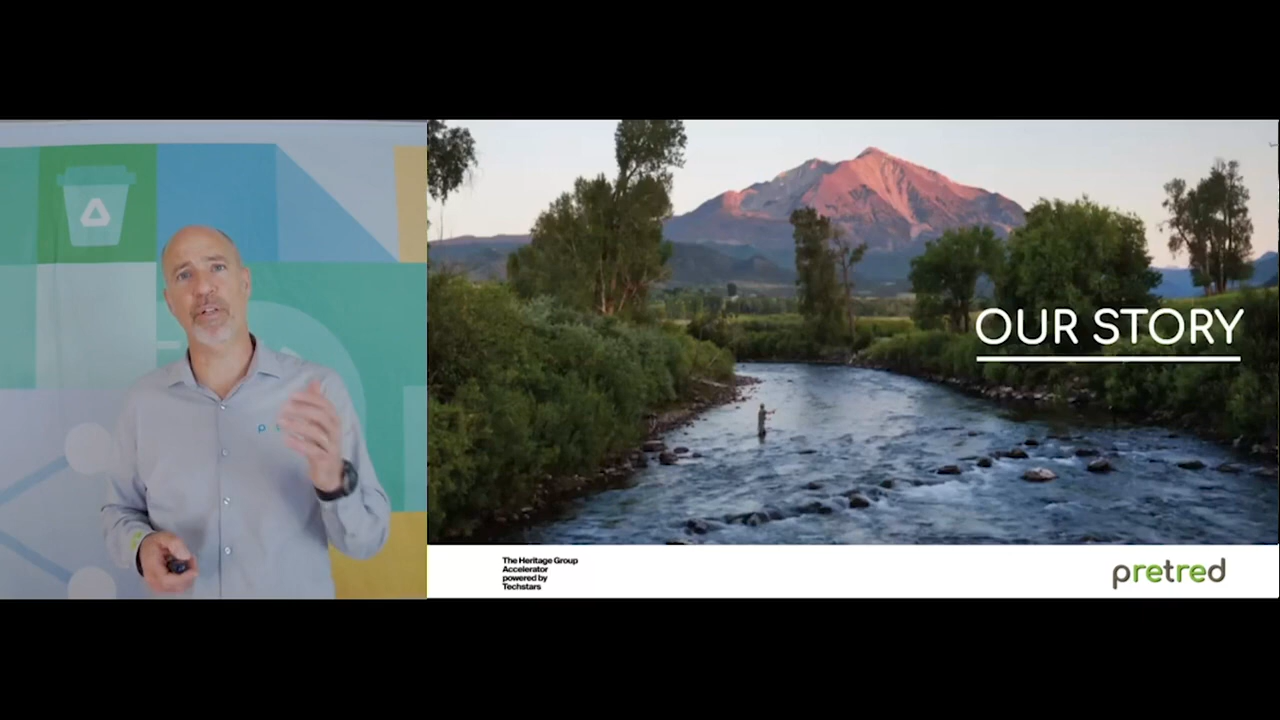 OUR STORY
The Heritage Group
Accelerator
powered by
Techstars
pretred